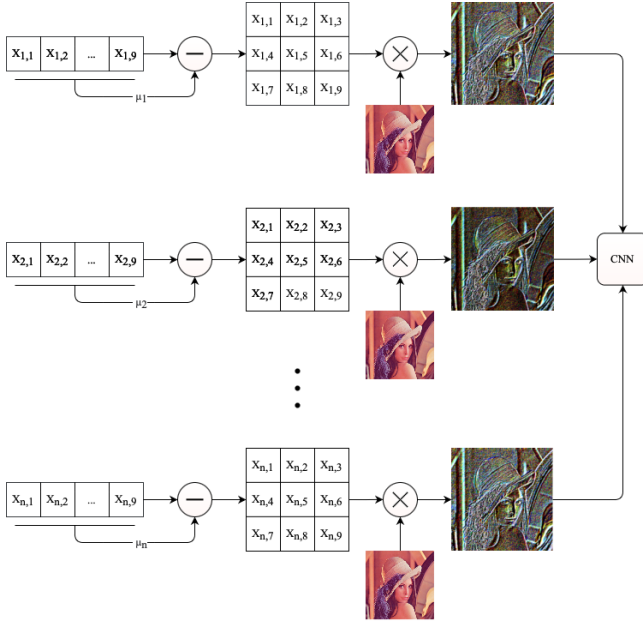 X1,1 X1,2 ... X1,9
μ1
X1,1 X1,2 X1,3
X1,4 X1,5 X1,6
X1,7 X1,8 X1,9
X2,1 X2,2 ... X2,9
μ2
X2,1 X2,2 X2,3
X2,4 X2,5 X2,6
X2,7 X2,8 X2,9
CNN
Xn,1 Xn,2 ... Xn,9
μn
Xn,1 Xn,2 Xn,3
Xn,4 Xn,5 Xn,6
Xn,7 Xn,8 Xn,9